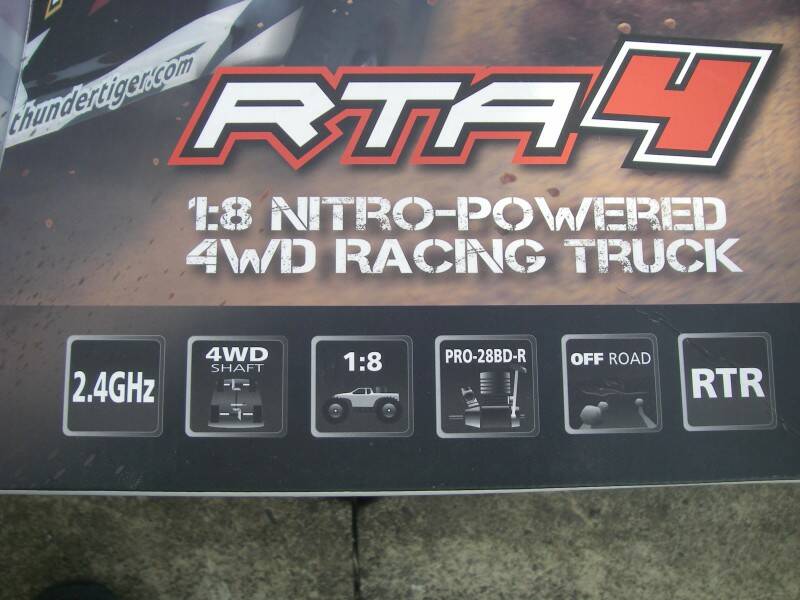 thundertiger.com
RTA4
1:8 NITRO-POWERED
4WD RACING TRUCK
2.4GHz
4WD
SHAFT
1:8
PRO-28BD-R
OFF ROAD
RTR